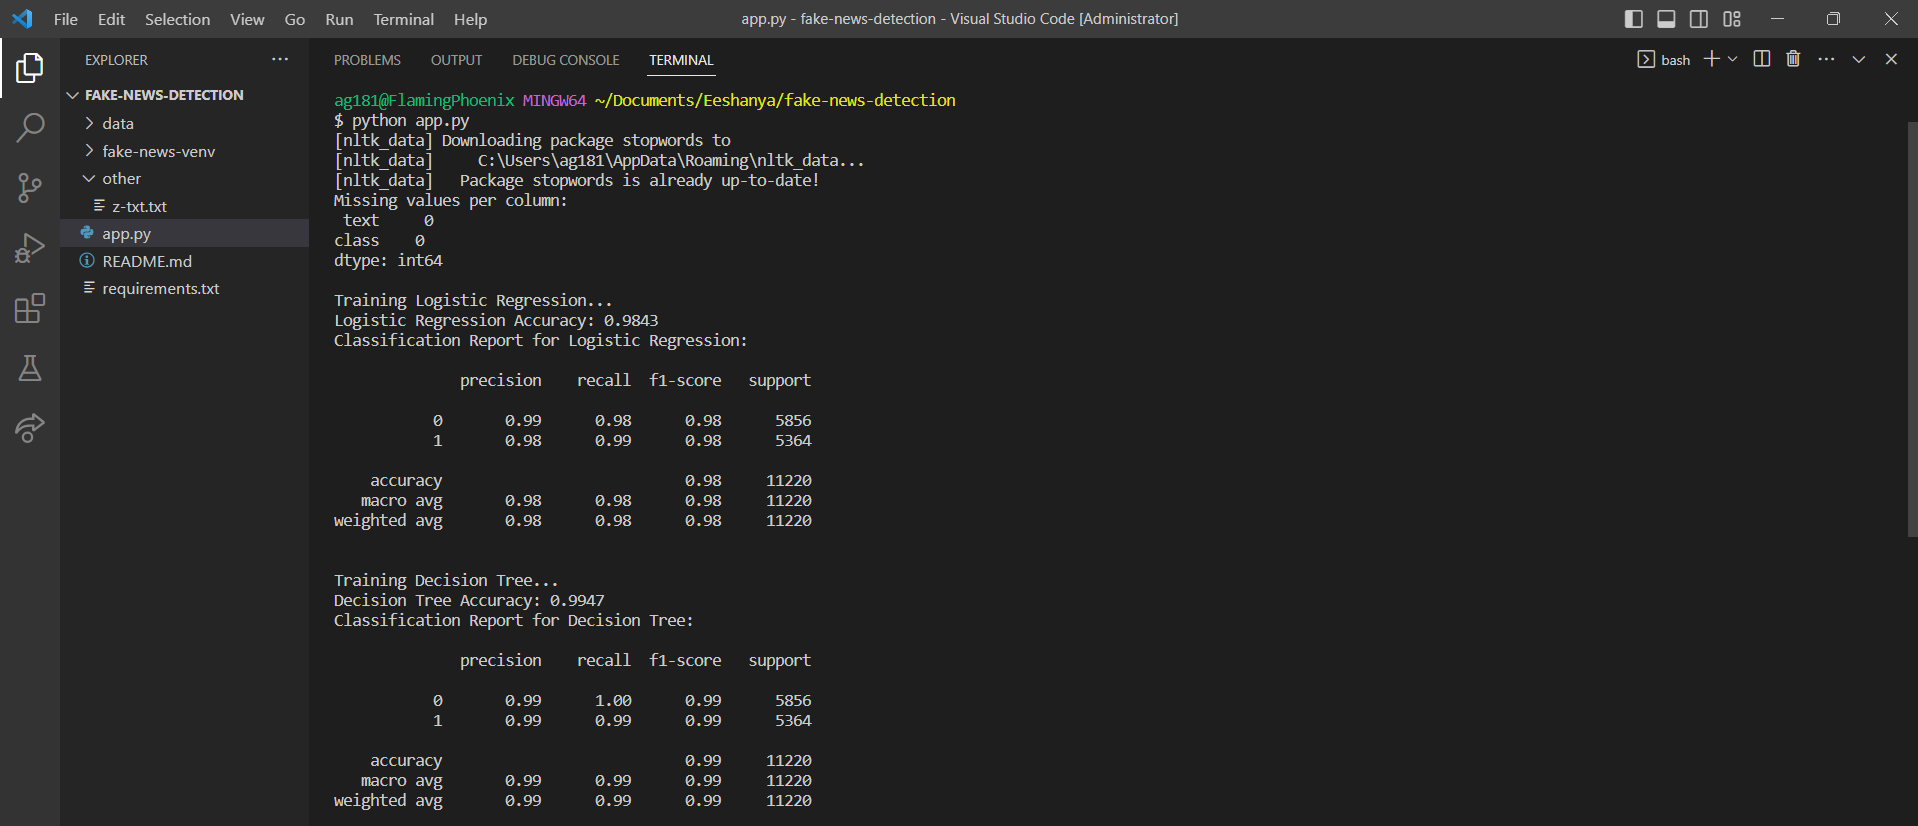 File Edit Selection View Go Run Terminal Help
app.py - fake-news-detection - Visual Studio Code [Administrator]
EXPLORER
FAKE-NEWS-DETECTION
data
fake-news-venv
other
z-txt.txt
app.py
README.md
requirements.txt
PROBLEMS OUTPUT DEBUG CONSOLE TERMINAL
bash
ag181@FlamingPhoenix MINGW64 ~/Documents/Eeshanya/fake-news-detection
$ python app.py
[nltk_data] Downloading package stopwords to
[nltk_data]     C:\Users\ag181\AppData\Roaming\nltk_data...
[nltk_data]   Package stopwords is already up-to-date!
Missing values per column:
 text     0
class    0
dtype: int64
Training Logistic Regression...
Logistic Regression Accuracy: 0.9843
Classification Report for Logistic Regression:
              precision    recall  f1-score   support
           0       0.99      0.98      0.98      5856
           1       0.98      0.99      0.98      5364
    accuracy                           0.98     11220
   macro avg       0.98      0.98      0.98     11220
weighted avg       0.98      0.98      0.98     11220
Training Decision Tree...
Decision Tree Accuracy: 0.9947
Classification Report for Decision Tree:
              precision    recall  f1-score   support
           0       0.99      1.00      0.99      5856
           1       0.99      0.99      0.99      5364
    accuracy                           0.99     11220
   macro avg       0.99      0.99      0.99     11220
weighted avg       0.99      0.99      0.99     11220